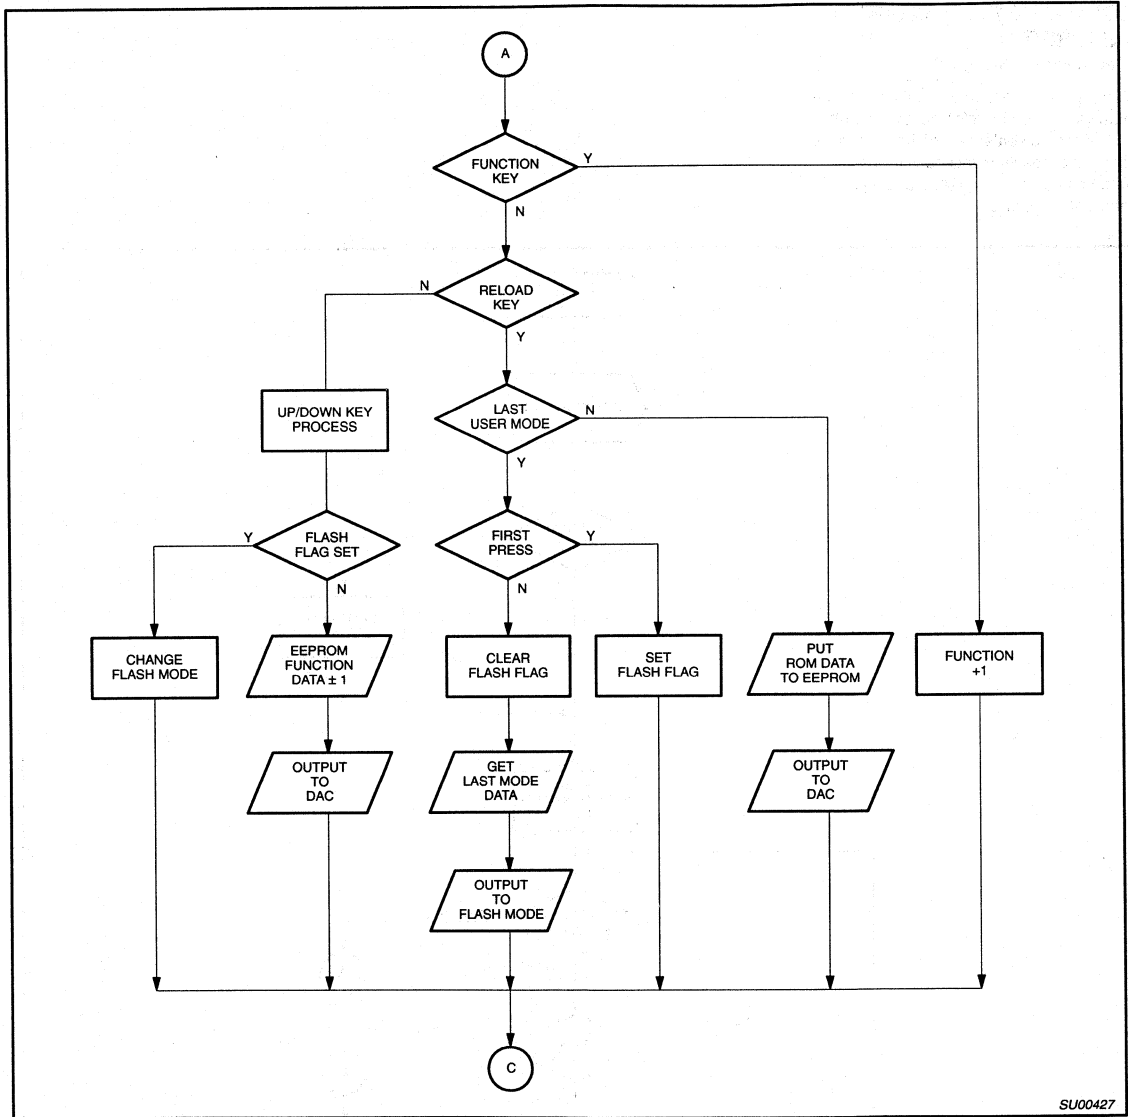 A
FUNCTION
KEY
Y
N
RELOAD
KEY
N
Y
UP/DOWN KEY
PROCESS
LAST
USER MODE
N
Y
FLASH
FLAG SET
Y
N
FIRST
PRESS
Y
N
CHANGE
FLASH MODE
EEPROM
FUNCTION
DATA ± 1
CLEAR
FLASH FLAG
SET
FLASH FLAG
PUT
ROM DATA
TO EEPROM
FUNCTION
+1
OUTPUT
TO
DAC
GET
LAST MODE
DATA
OUTPUT
TO
DAC
OUTPUT
TO
FLASH MODE
C
SU00427